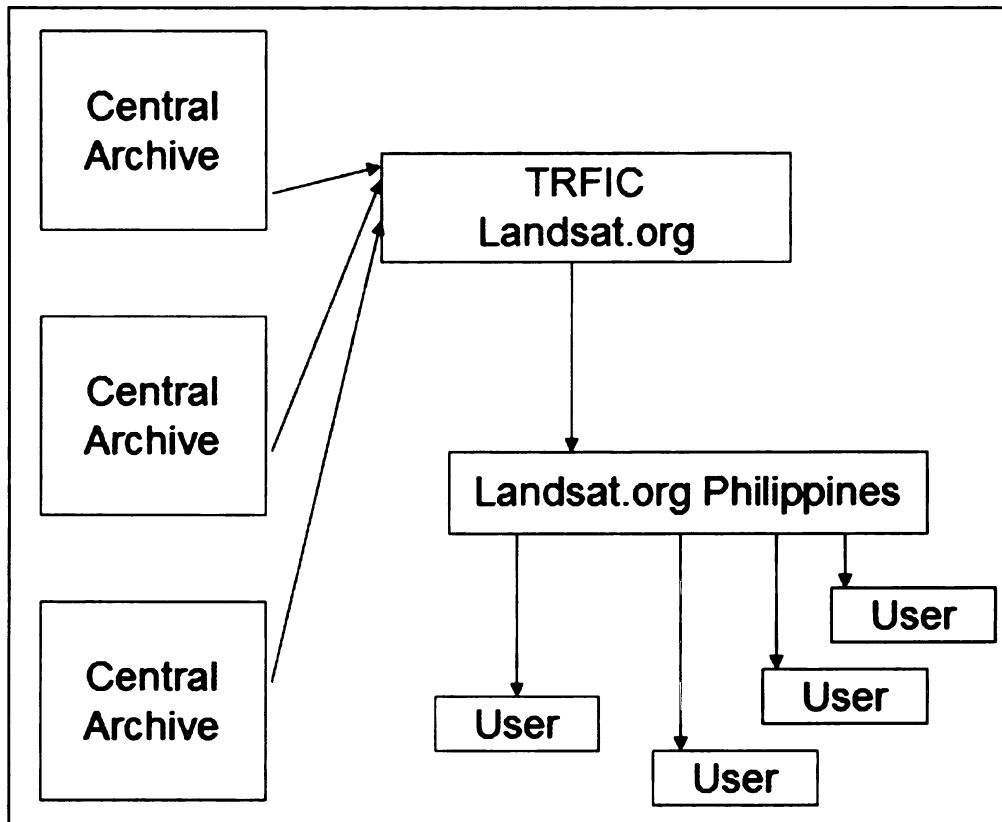 Central
Archive
TRFIC
Landsat.org
Central
Archive
Landsat.org Philippines
User
Central
Archive
User
User
User